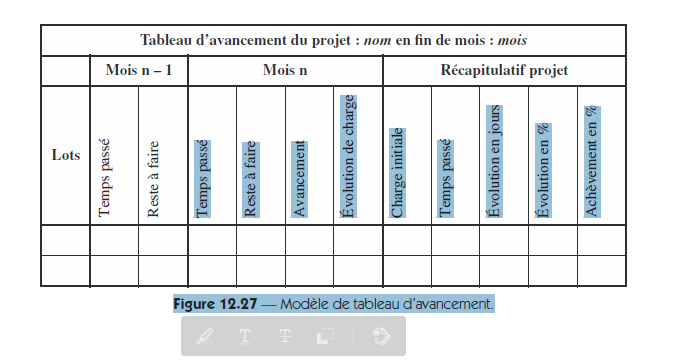 Tableau d’avancement du projet : nom en fin de mois : mois
Mois n – 1
Mois n
Récapitulatif projet
Lots
Temps passé
Reste à faire
Temps passé
Reste à faire
Avancement
Évolution de charge
Charge initiale
Temps passé
Évolution en jours
Évolution en %
Achèvement en %
Figure 12.27 — Modèle de tableau d’avancement.